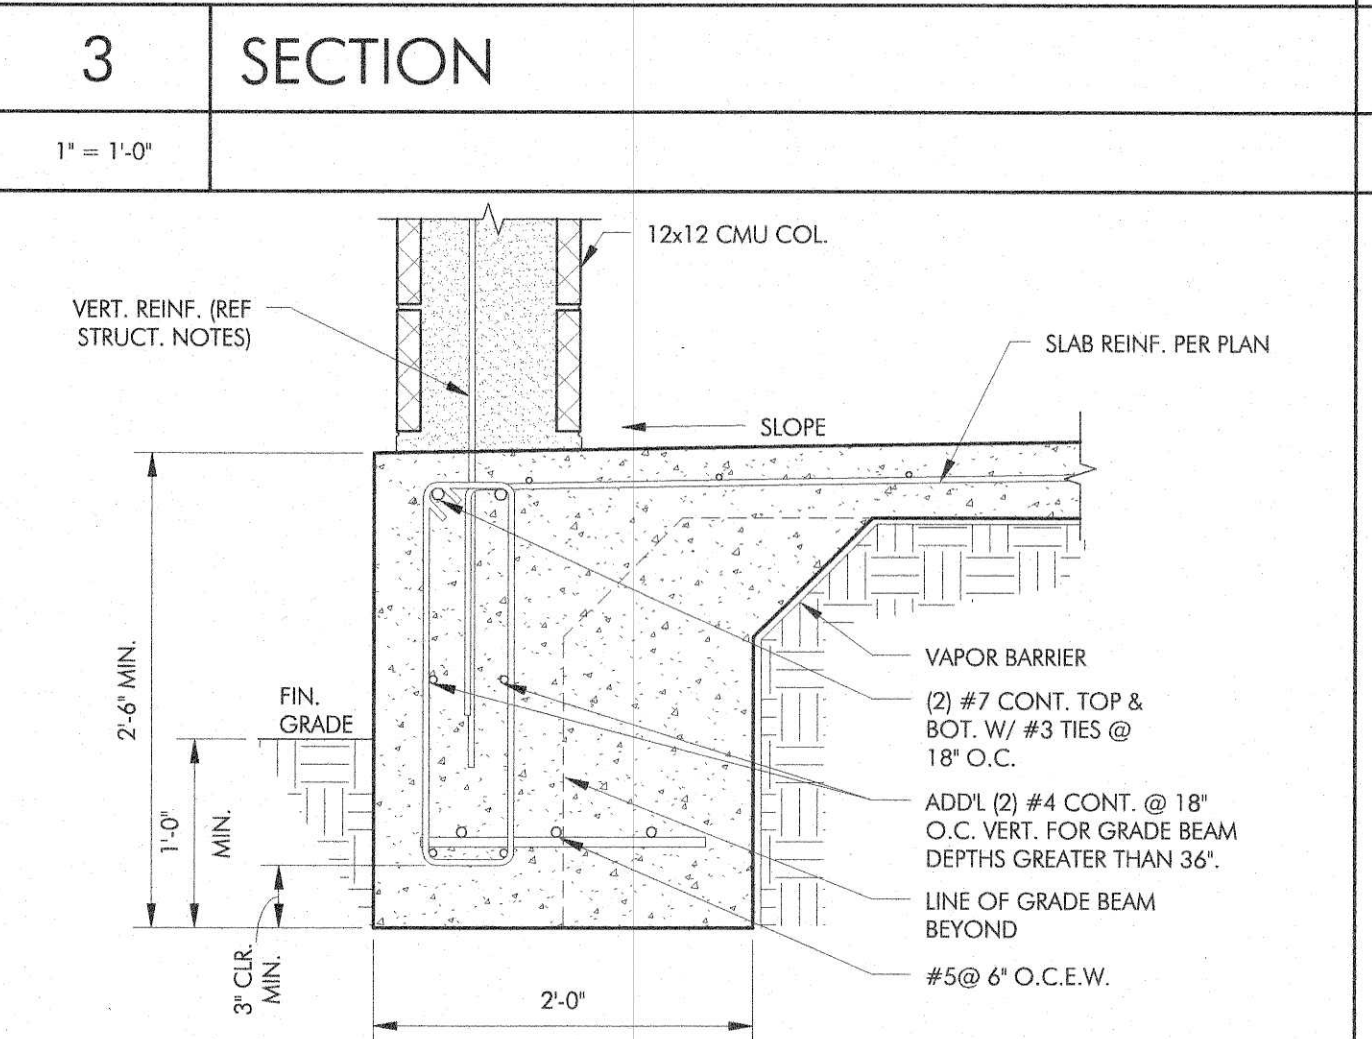 3
SECTION
1" = 1'-0"
12x12 CMU COL.
VERT. REINF. (REF
STRUCT. NOTES)
SLAB REINF. PER PLAN
SLOPE
2'-6" MIN.
FIN.
GRADE
1'-0"
MIN.
3" CLR.
MIN.
2'-0"
VAPOR BARRIER
(2) #7 CONT. TOP &
BOT. W/ #3 TIES @
18" O.C.
ADD'L (2) #4 CONT. @ 18"
O.C. VERT. FOR GRADE BEAM
DEPTHS GREATER THAN 36".
LINE OF GRADE BEAM
BEYOND
#5@ 6" O.C.E.W.